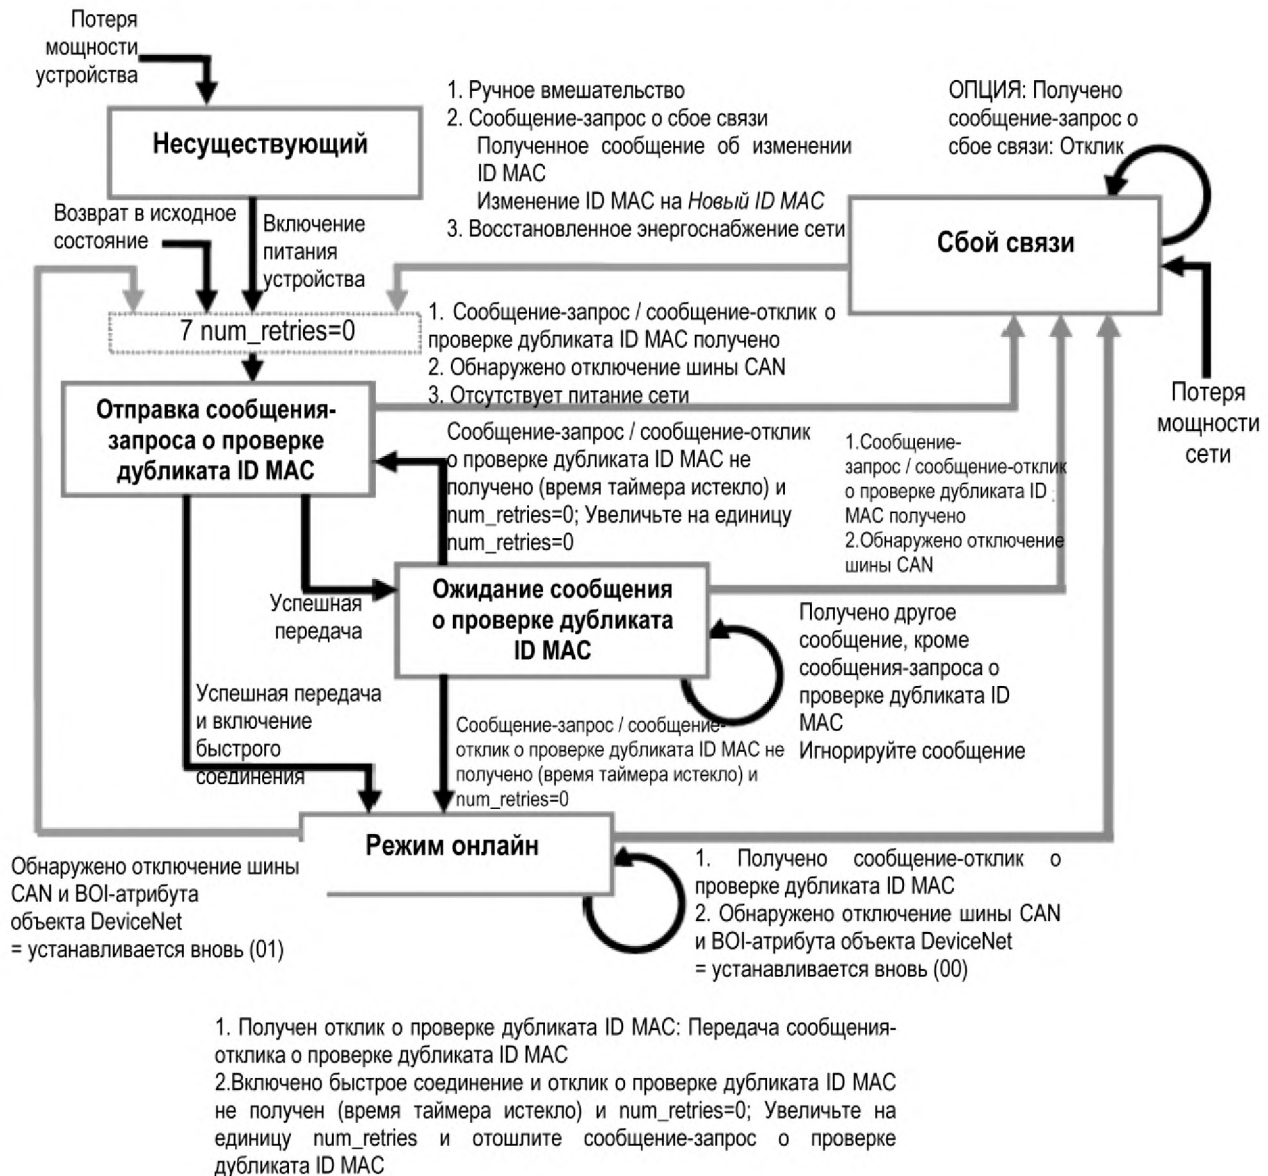 Потеря
мощности
устройства
Несуществующий
1. Ручное вмешательство
2. Сообщение-запрос о сбое связи
Полученное сообщение об изменении
ID MAC
Изменение ID MAC на Новый ID MAC
3. Восстановленное энергоснабжение сети
ОПЦИЯ: Получено
сообщение-запрос о
сбое связи: Отклик
Сбой связи
Возврат в исходное
состояние
Включение
питания
устройства
7 num_retries=0
1. Сообщение-запрос / сообщение-отклик о
проверке дубликата ID MAC получено
2. Обнаружено отключение шины CAN
3. Отсутствует питание сети
Потеря
мощности
сети
Отправка сообщения-
запроса о проверке
дубликата ID MAC
Сообщение-запрос / сообщение-отклик
о проверке дубликата ID MAC не
получено (время таймера истекло) и
num_retries=0; Увеличьте на единицу
num_retries=0
1.Сообщение-
запрос / сообщение-отклик
о проверке дубликата ID
MAC получено
2.Обнаружено отключение
шины CAN
Успешная
передача
Ожидание сообщения
о проверке дубликата
ID MAC
Получено другое
сообщение, кроме
сообщения-запроса о
проверке дубликата ID
MAC
Игнорируйте сообщение
Успешная передача
и включение
быстрого
соединения
Сообщение-запрос / сообщение-
отклик о проверке дубликата ID MAC не
получено (время таймера истекло) и
num_retries=0
Режим онлайн
Обнаружено отключение шины
CAN и BOI-атрибута
объекта DeviceNet
= устанавливается вновь (01)
1. Получено сообщение-отклик о
проверке дубликата ID MAC
2. Обнаружено отключение шины CAN
и BOI-атрибута объекта DeviceNet
= устанавливается вновь (00)
1. Получен отклик о проверке дубликата ID MAC: Передача сообщения-
отклика о проверке дубликата ID MAC
2.Включено быстрое соединение и отклик о проверке дубликата ID MAC
не получен (время таймера истекло) и num_retries=0; Увеличьте на
единицу num_retries и отошлите сообщение-запрос о проверке
дубликата ID MAC